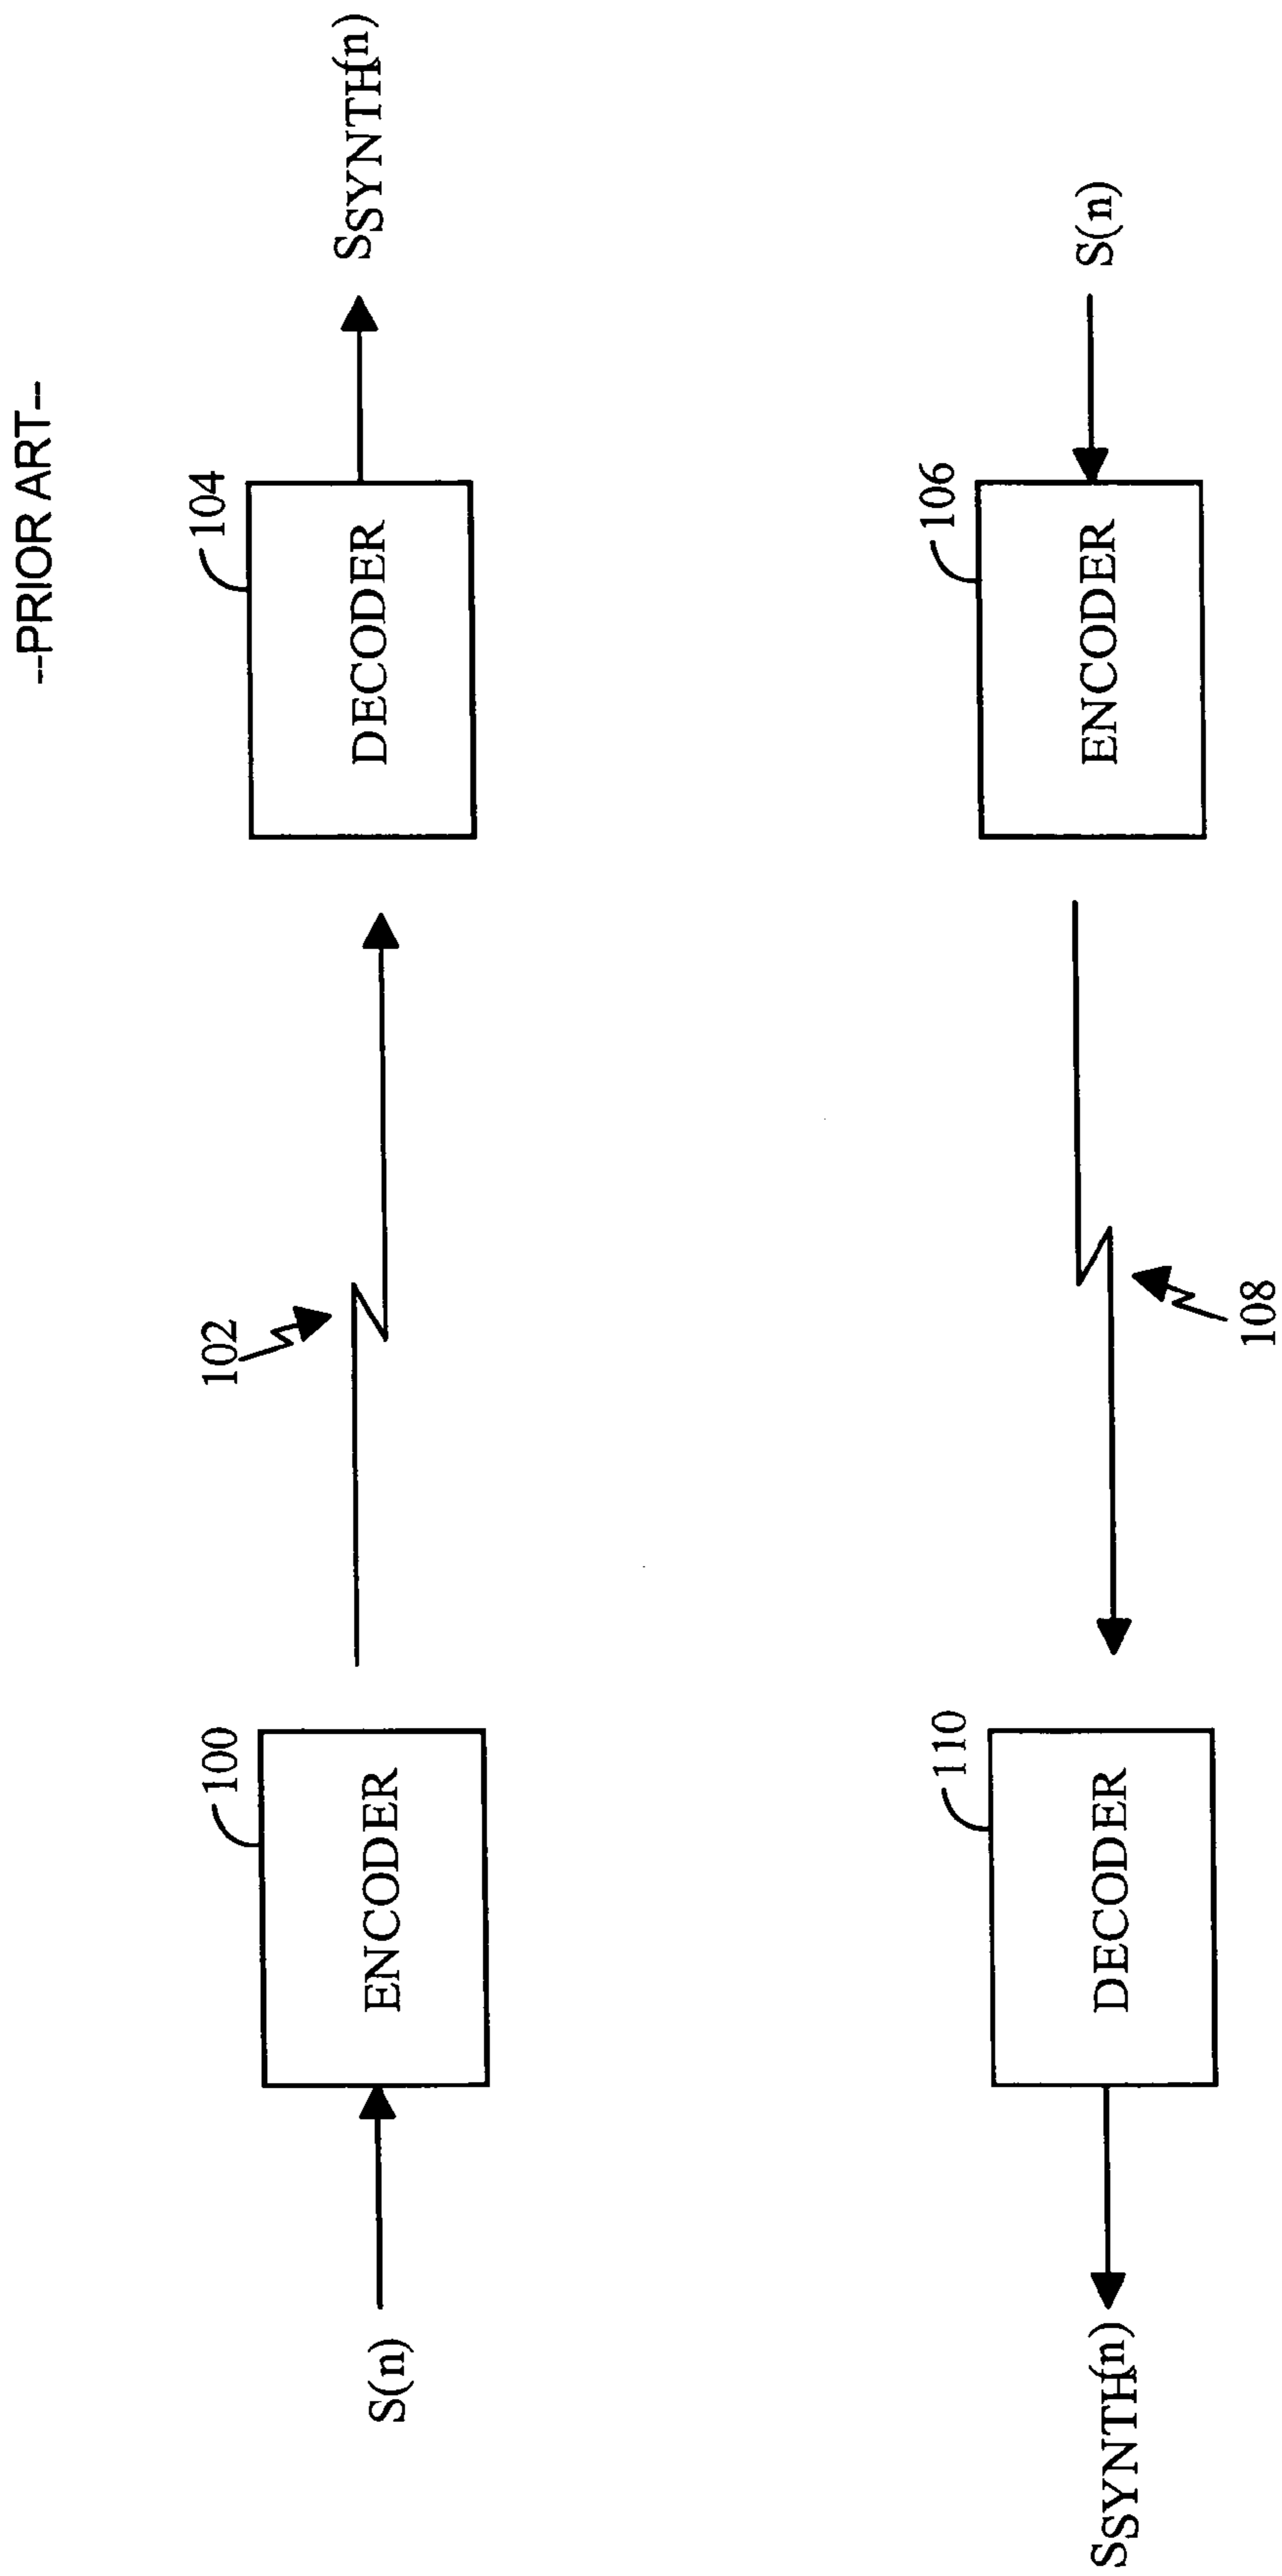 --PRIOR ART--
100
102
104
S(n)
ENCODER
DECODER
SSYNTH(n)
110
106
SSYNTH(n)
DECODER
ENCODER
S(n)
108